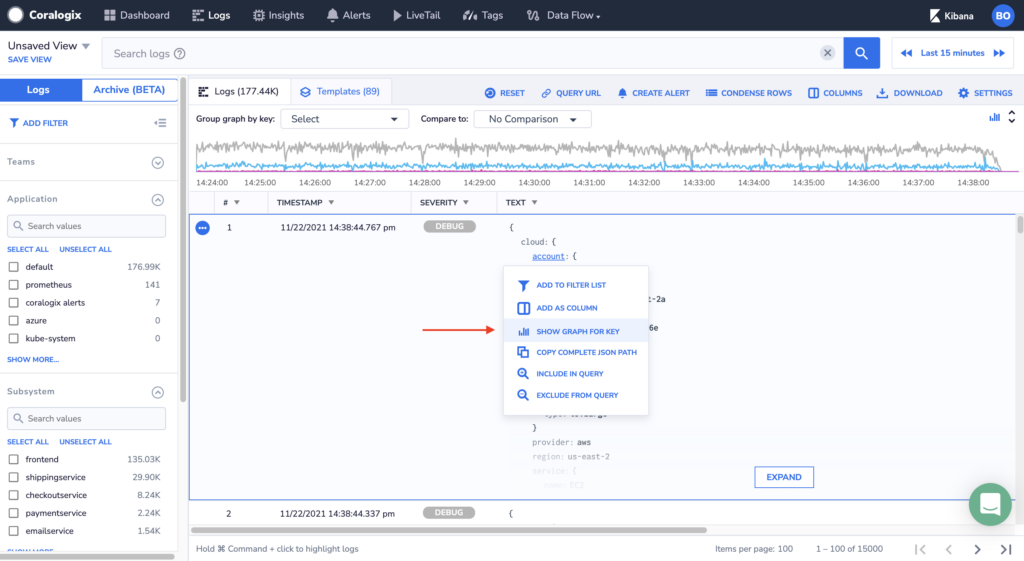 Coralogix Dashboard Logs Insights Alerts LiveTail Tags Data Flow Kibana BO
Unsaved View
SAVE VIEW
Search logs
Last 15 minutes
Logs Archive (BETA)
Logs (177.44K) Templates (89) RESET QUERY URL CREATE ALERT CONDENSE ROWS COLUMNS DOWNLOAD SETTINGS
ADD FILTER
Group graph by key: Select Compare to: No Comparison
Teams
Application
Search values
SELECT ALL UNSELECT ALL
default 176.99K
prometheus 141
coralogix alerts 7
azure 0
kube-system 0
SHOW MORE...
Subsystem
Search values
SELECT ALL UNSELECT ALL
frontend 135.03K
shippingservice 29.90K
checkoutservice 8.24K
paymentservice 2.24K
emailservice 1.54K
14:24:00 14:25:00 14:26:00 14:27:00 14:28:00 14:29:00 14:30:00 14:31:00 14:32:00 14:33:00 14:34:00 14:35:00 14:36:00 14:37:00 14:38:00
# TIMESTAMP SEVERITY TEXT
1 11/22/2021 14:38:44.767 pm DEBUG {
cloud: {
account: {
ADD TO FILTER LIST
t-2a
ADD AS COLUMN
6e
SHOW GRAPH FOR KEY
COPY COMPLETE JSON PATH
INCLUDE IN QUERY
EXCLUDE FROM QUERY
}
provider: aws
region: us-east-2
service: {
name: EC2
EXPAND
2 11/22/2021 14:38:44.337 pm DEBUG {
Hold ⌘ Command + click to highlight logs Items per page: 100 1 – 100 of 15000